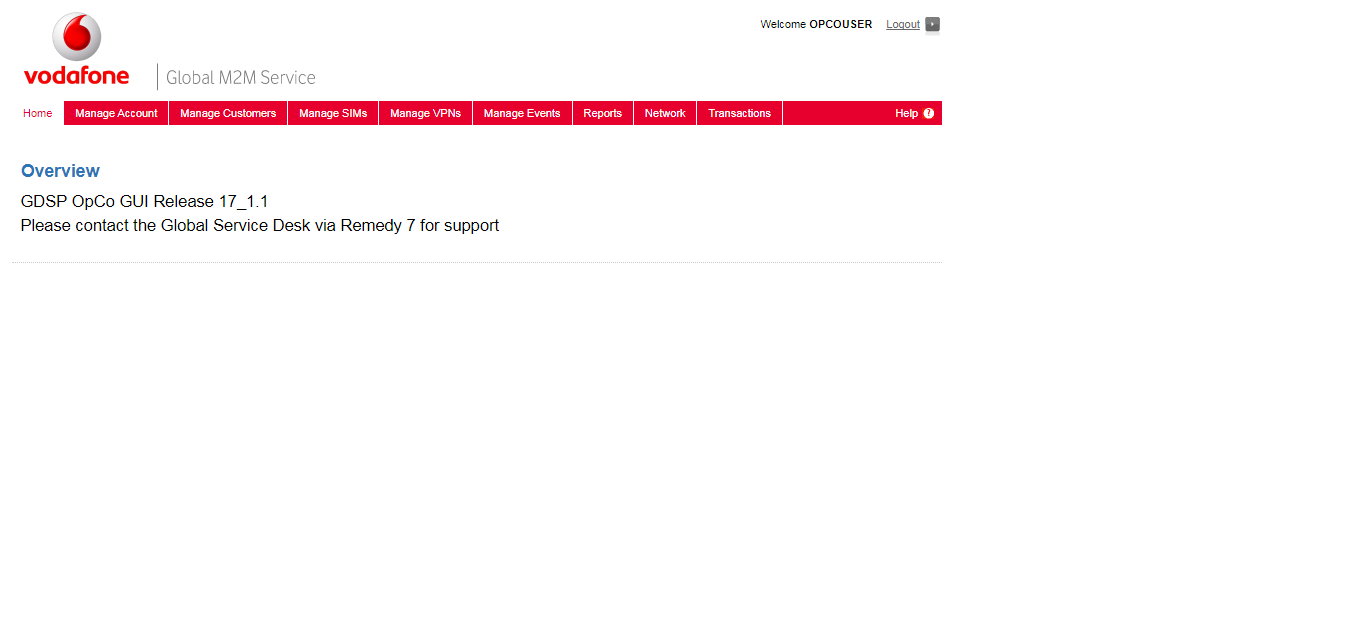 Welcome OPCOUSER Logout
vodafone
Global M2M Service
Home Manage Account Manage Customers Manage SIMs Manage VPNs Manage Events Reports Network Transactions Help ?
Overview
GDSP OpCo GUI Release 17_1.1
Please contact the Global Service Desk via Remedy 7 for support